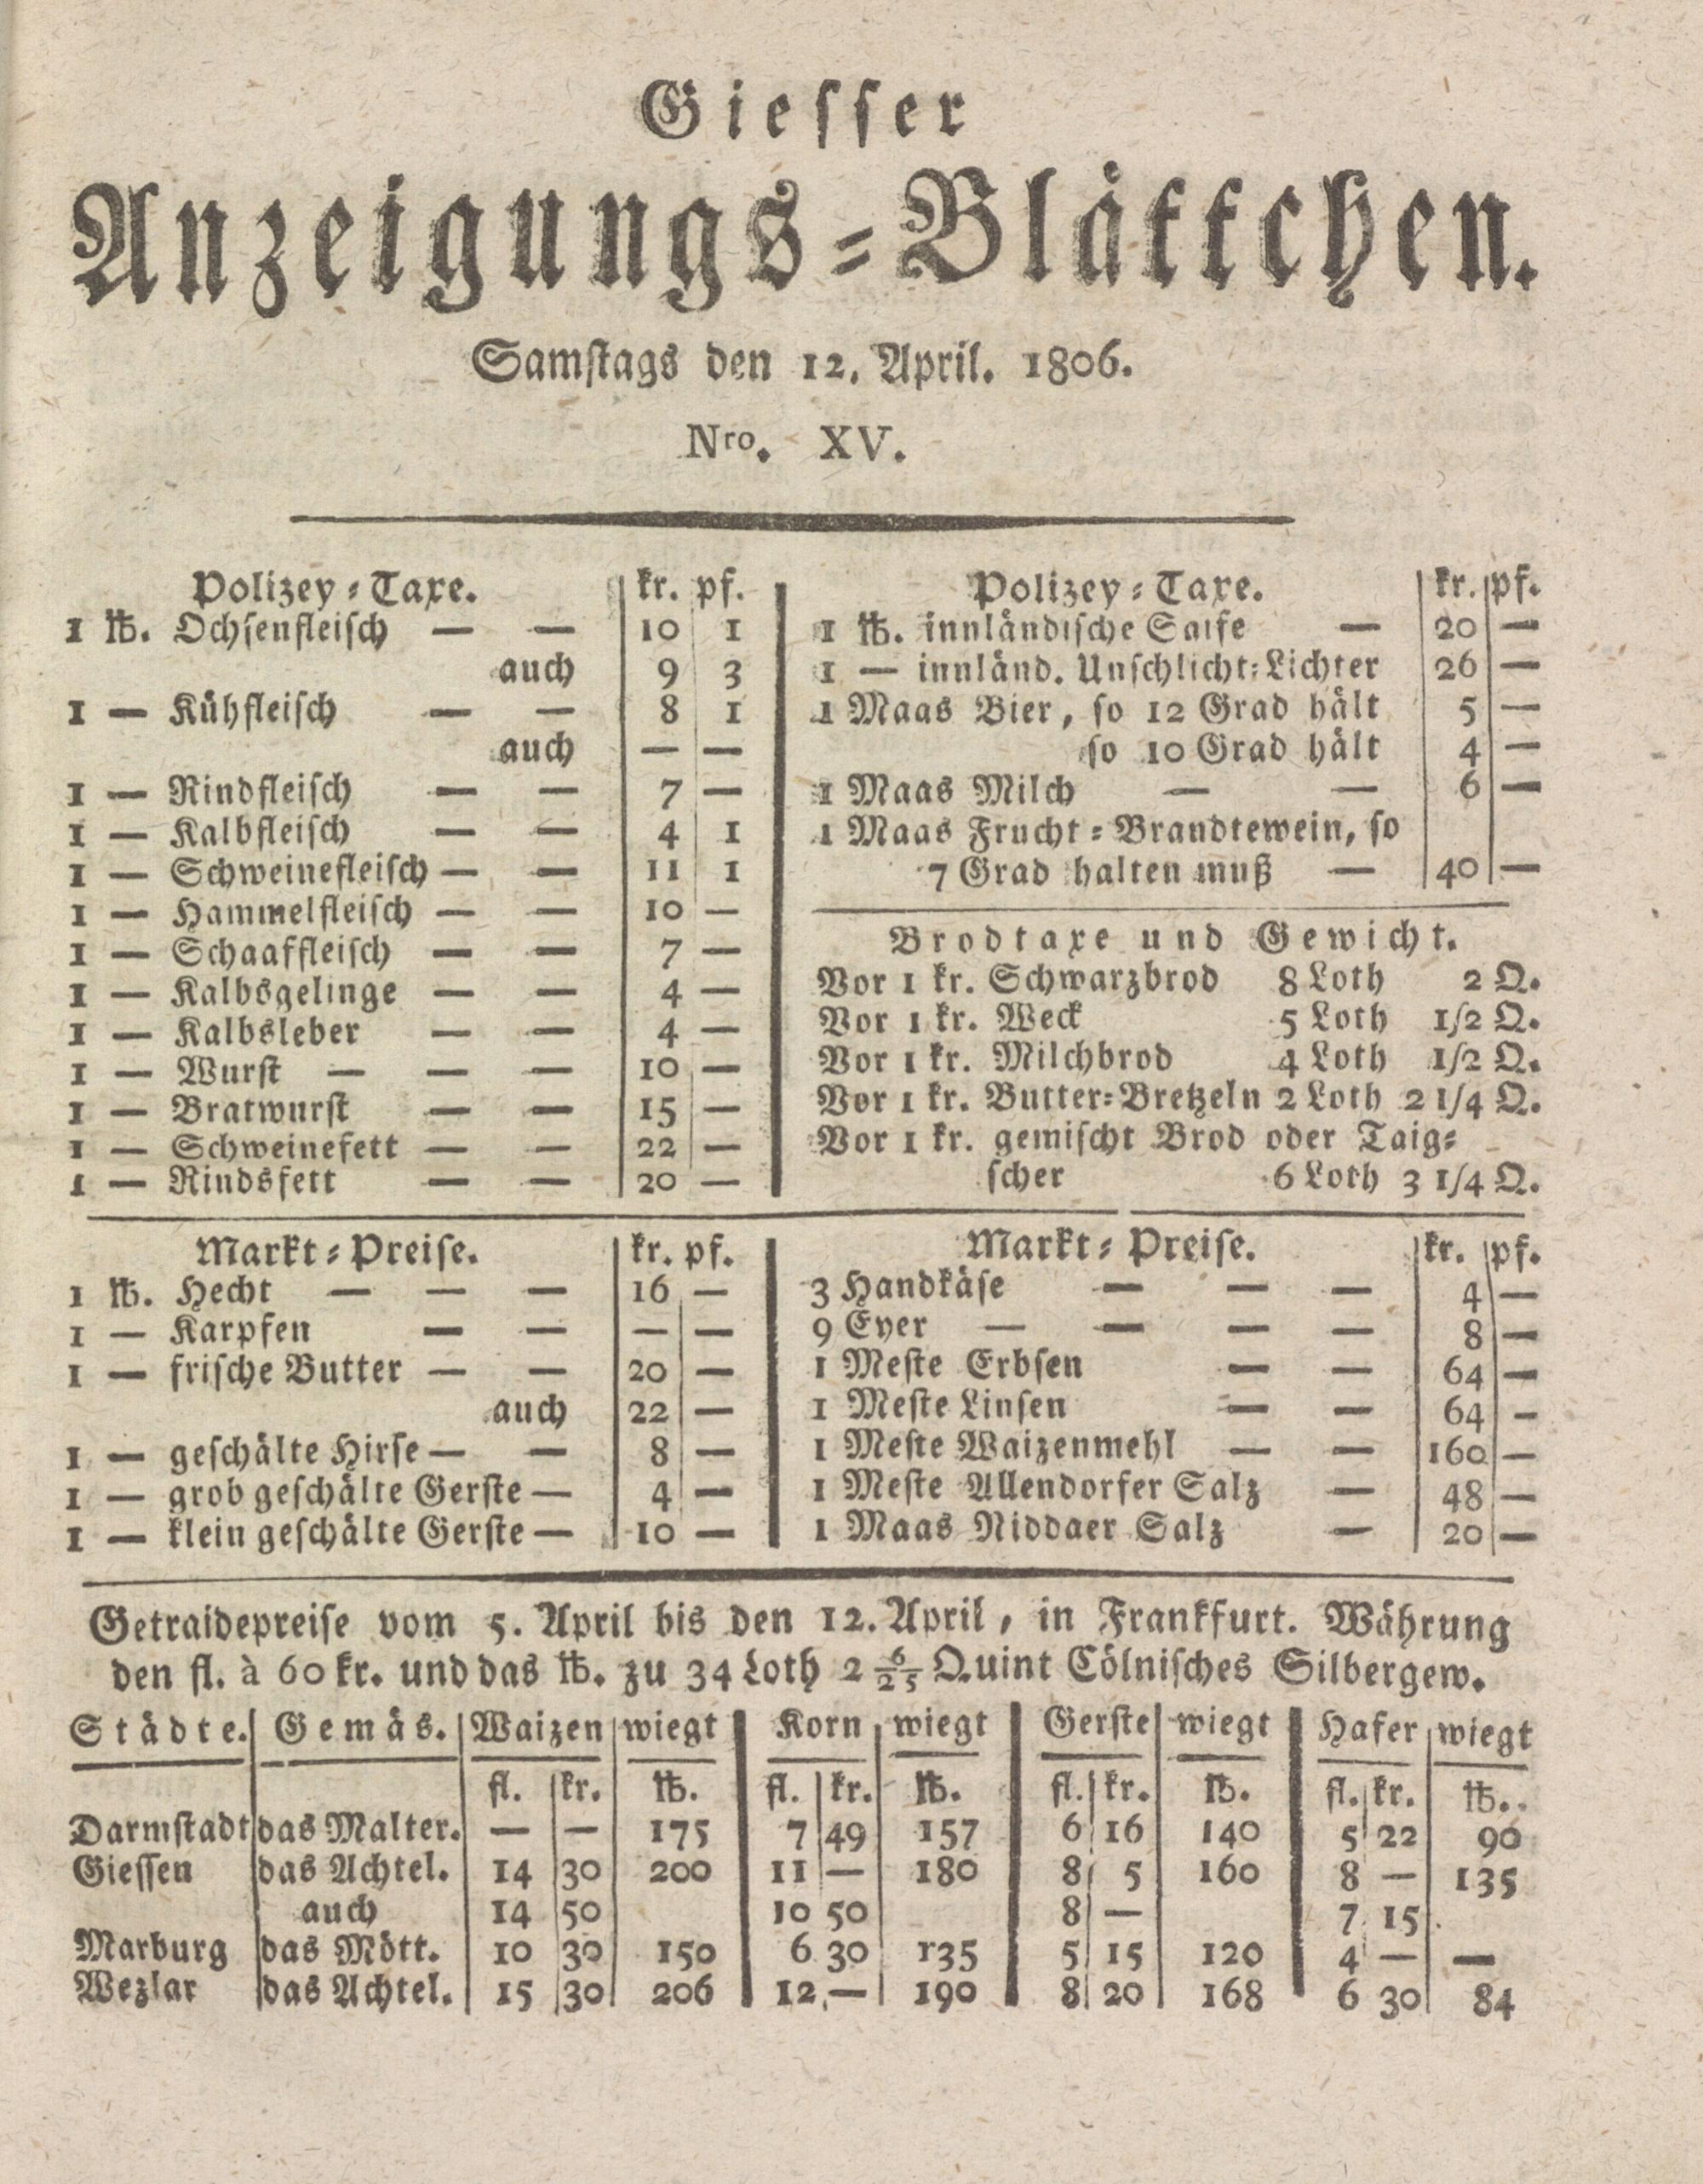 Giesser
Anzeigungs-Blättchen.
Samstags den 12. April. 1806.
Nro. XV.
Polizey-Taxe. kr. pf.
1 ℔. Ochsenfleisch — — 10 1
auch 9 3
1 — Kühfleisch — — 8 1
auch — —
1 — Rindfleisch — — 7 —
1 — Kalbfleisch — — 4 1
1 — Schweinefleisch — — 11 1
1 — Hammelfleisch — — 10 —
1 — Schaaffleisch — — 7 —
1 — Kalbsgelinge — — 4 —
1 — Kalbsleber — — 4 —
1 — Wurst — — — 10 —
1 — Bratwurst — — 15 —
1 — Schweinefett — — 22 —
1 — Rindsfett — — 20 —
Polizey-Taxe. kr. pf.
1 ℔. innländische Saife — 20 —
1 — innländ. Unschlicht-Lichter 26 —
1 Maas Bier, so 12 Grad hält 5 —
so 10 Grad hält 4 —
1 Maas Milch — — 6 —
1 Maas Frucht-Brandtewein, so
7 Grad halten muß — 40 —
Brodtaxe und Gewicht.
Vor 1 kr. Schwarzbrod 8 Loth 2 Q.
Vor 1 kr. Weck 5 Loth 1/2 Q.
Vor 1 kr. Milchbrod 4 Loth 1/2 Q.
Vor 1 kr. Butter-Bretzeln 2 Loth 2 1/4 Q.
Vor 1 kr. gemischt Brod oder Taig-
scher 6 Loth 3 1/4 Q.
Markt-Preise. kr. pf.
1 ℔. Hecht — — — 16 —
1 — Karpfen — — — —
1 — frische Butter — — 20 —
auch 22 —
1 — geschälte Hirse — — 8 —
1 — grob geschälte Gerste — 4 —
1 — klein geschälte Gerste — 10 —
Markt-Preise. kr. pf.
3 Handkäse — — — 4 —
9 Eyer — — — — 8 —
1 Meste Erbsen — — 64 —
1 Meste Linsen — — 64 —
1 Meste Waizenmehl — — 160 —
1 Meste Allendorfer Salz — 48 —
1 Maas Niddaer Salz — 20 —
Getraidepreise vom 5. April bis den 12. April, in Frankfurt. Währung
den fl. à 60 kr. und das ℔. zu 34 Loth 2 6/25 Quint Cölnisches Silbergew.
Städte. Gemäs. Waizen wiegt Korn wiegt Gerste wiegt Hafer wiegt
fl. kr. ℔. fl. kr. ℔. fl. kr. ℔. fl. kr. ℔.
Darmstadt das Malter. — — 175 7 49 157 6 16 140 5 22 90
Giessen das Achtel. 14 30 200 11 — 180 8 5 160 8 — 135
auch 14 50 10 50 8 — 7 15
Marburg das Mött. 10 30 150 6 30 135 5 15 120 4 — —
Wezlar das Achtel. 15 30 206 12 — 190 8 20 168 6 30 84